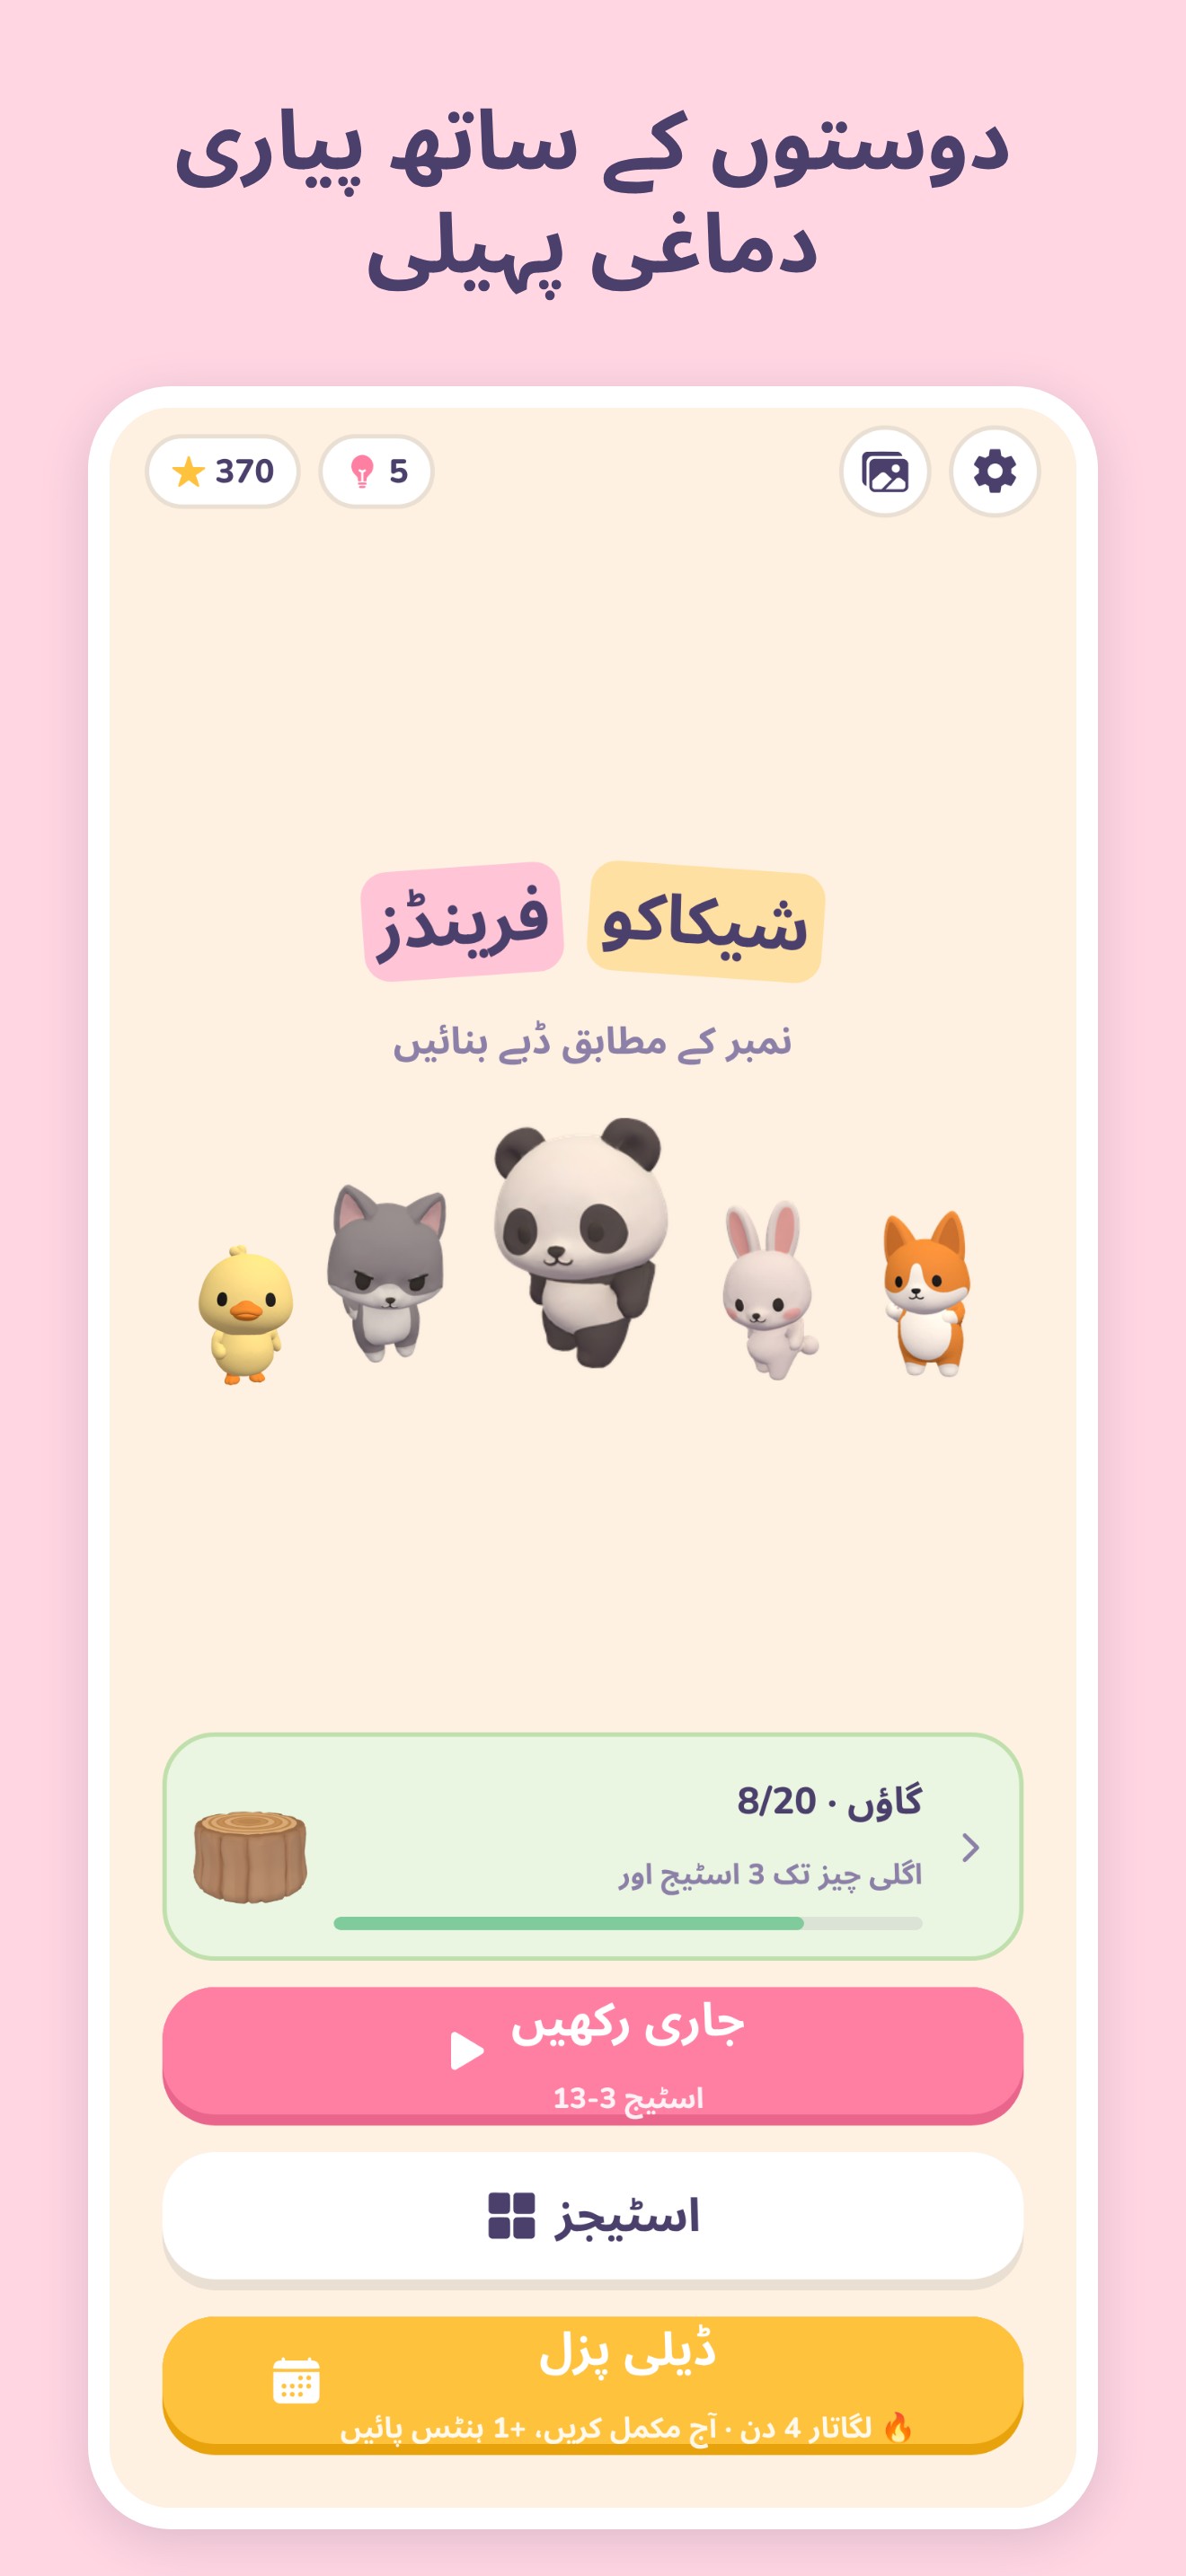 دوستوں کے ساتھ پیاری
دماغی پہیلی
370
5
شیکاکو فرینڈز
نمبر کے مطابق ڈبے بنائیں
گاؤں · 8/20
اگلی چیز تک 3 اسٹیج اور
جاری رکھیں
اسٹیج 3-13
اسٹیجز
ڈیلی پزل
🔥 لگاتار 4 دن · آج مکمل کریں، +1 ہنٹس پائیں